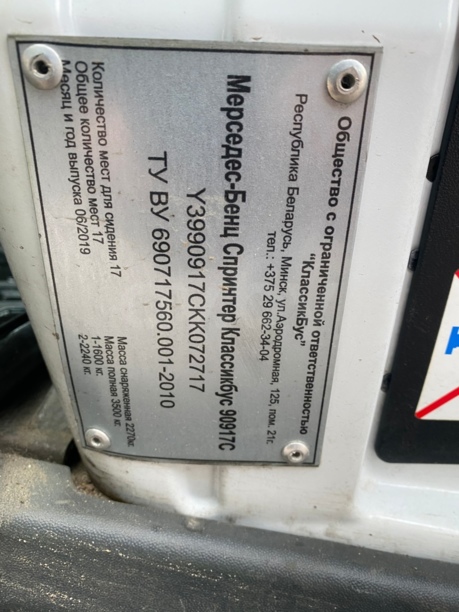 Общество с ограниченной ответственностью
"КлассикБус"
Республика Беларусь, Минск, ул.Аэродромная, 125, пом. 21г,
тел.: +375 29 662-34-04
Мерседес-Бенц Спринтер Классикбус 90917С
Y3990917CKK072717
ТУ BY 690717560.001-2010
Количество мест для сидения 17
Общее количество мест 17
Месяц и год выпуска 06/2019
Масса снаряженная 2270кг.
Масса полная 3500 кг.
1-1600 кг.
2-2240 кг.